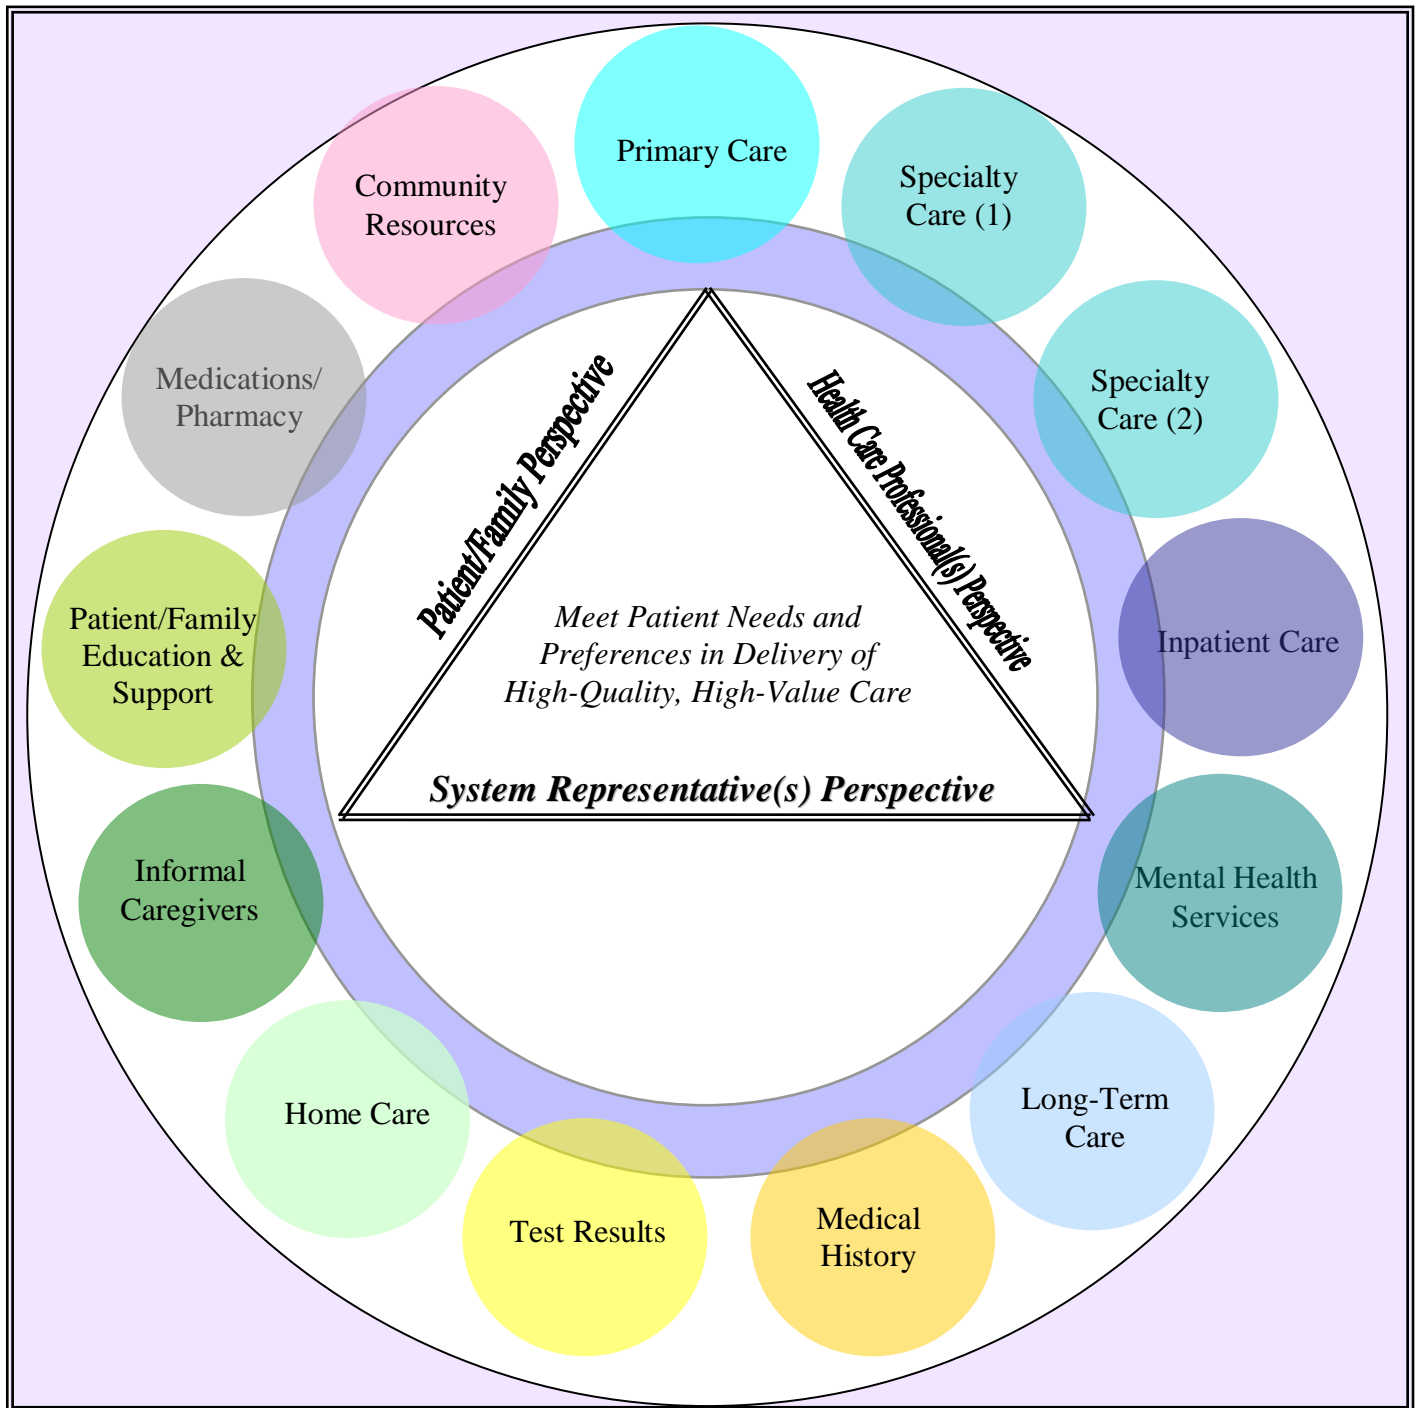 Primary Care
Specialty
Care (1)
Specialty
Care (2)
Inpatient Care
Mental Health
Services
Long-Term
Care
Medical
History
Test Results
Home Care
Informal
Caregivers
Patient/Family
Education &
Support
Medications/
Pharmacy
Community
Resources
Patient/Family Perspective
Health Care Professional(s) Perspective
Meet Patient Needs and
Preferences in Delivery of
High-Quality, High-Value Care
System Representative(s) Perspective